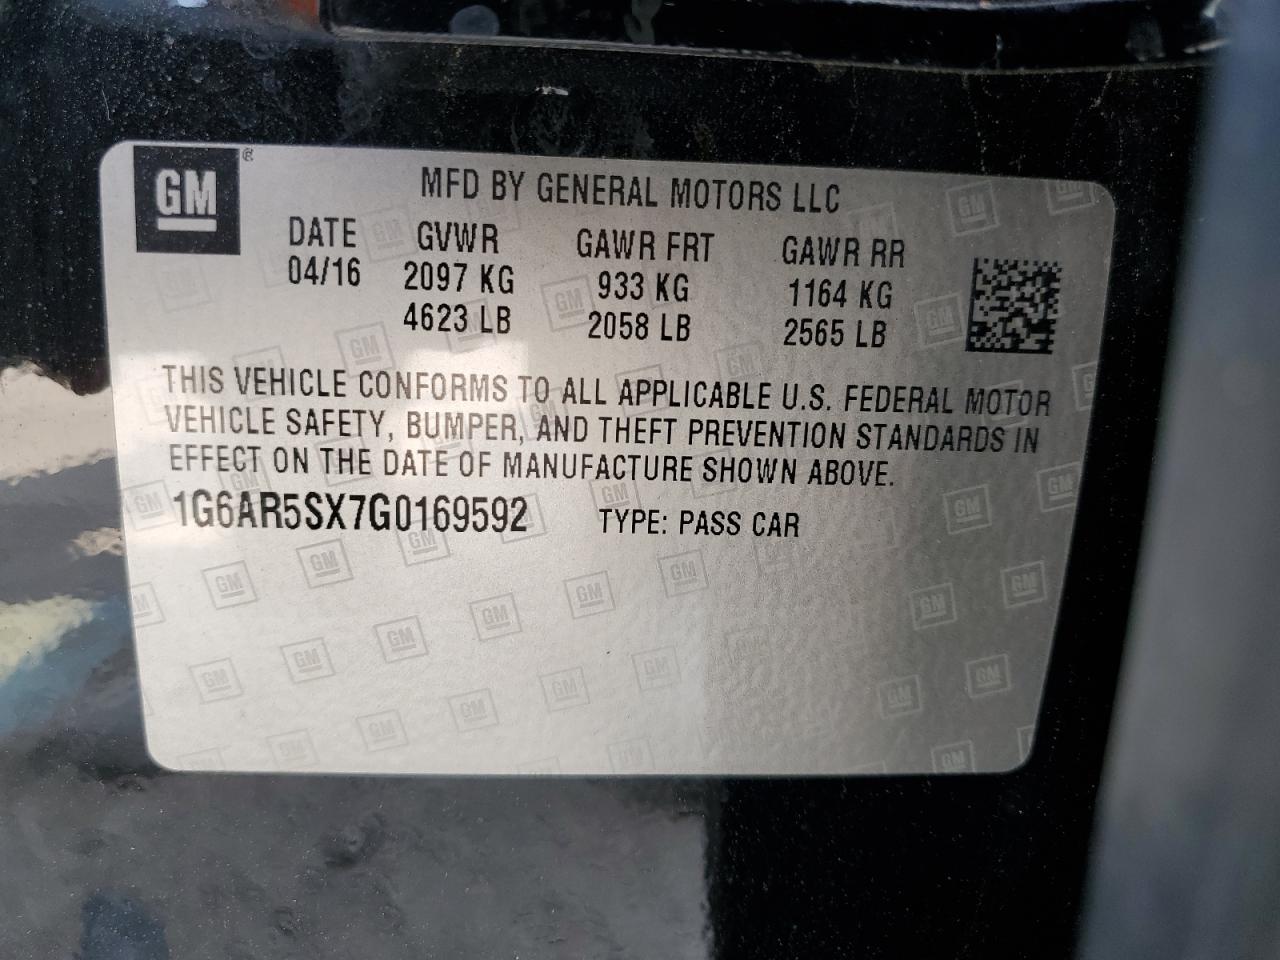 GM
MFD BY GENERAL MOTORS LLC
DATE GVWR GAWR FRT GAWR RR
04/16 2097 KG 933 KG 1164 KG
4623 LB 2058 LB 2565 LB
THIS VEHICLE CONFORMS TO ALL APPLICABLE U.S. FEDERAL MOTOR
VEHICLE SAFETY, BUMPER, AND THEFT PREVENTION STANDARDS IN
EFFECT ON THE DATE OF MANUFACTURE SHOWN ABOVE.
1G6AR5SX7G0169592 TYPE: PASS CAR